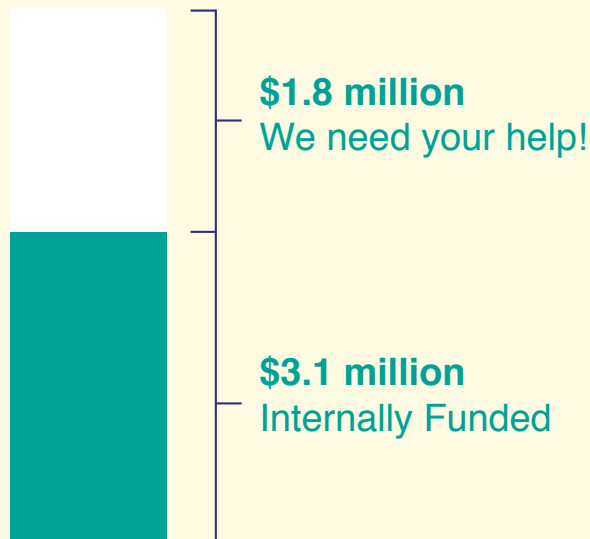 $1.8 million
We need your help!
$3.1 million
Internally Funded